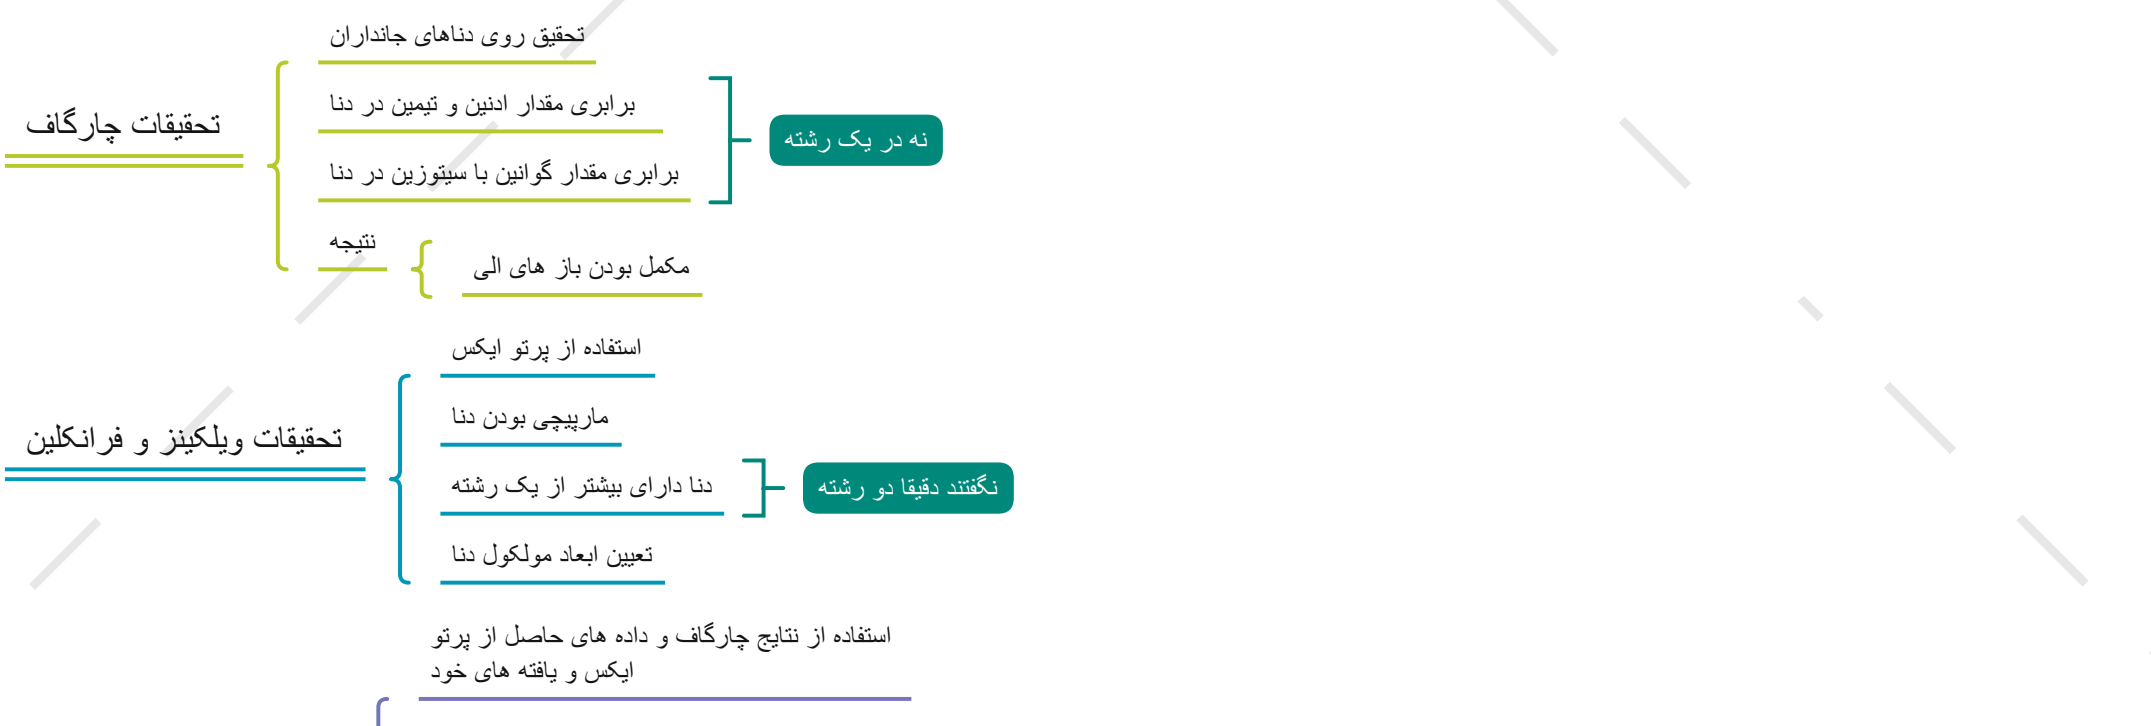 تحقیقات چارگاف
تحقیق روی دناهای جانداران
برابری مقدار ادنین و تیمین در دنا
برابری مقدار گوانین با سیتوزین در دنا
نه در یک رشته
نتیجه
مکمل بودن باز های الی
تحقیقات ویلکینز و فرانکلین
استفاده از پرتو ایکس
مارپیچی بودن دنا
دنا دارای بیشتر از یک رشته
نگفتند دقیقا دو رشته
تعیین ابعاد مولکول دنا
استفاده از نتایج چارگاف و داده های حاصل از پرتو
ایکس و یافته های خود